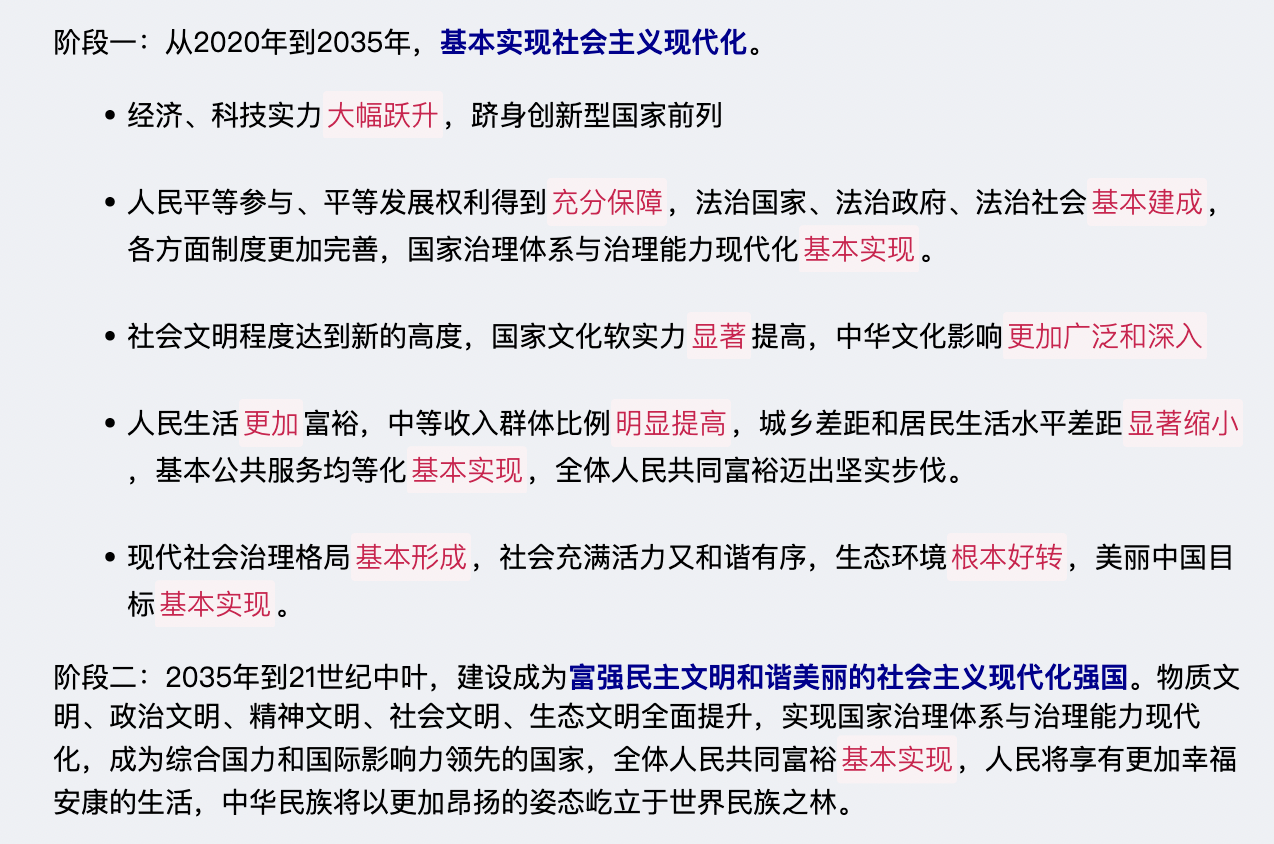 阶段一：从2020年到2035年，基本实现社会主义现代化。
• 经济、科技实力大幅跃升，跻身创新型国家前列
• 人民平等参与、平等发展权利得到充分保障，法治国家、法治政府、法治社会基本建成，
各方面制度更加完善，国家治理体系与治理能力现代化基本实现。
• 社会文明程度达到新的高度，国家文化软实力显著提高，中华文化影响更加广泛和深入
• 人民生活更加富裕，中等收入群体比例明显提高，城乡差距和居民生活水平差距显著缩小
，基本公共服务均等化基本实现，全体人民共同富裕迈出坚实步伐。
• 现代社会治理格局基本形成，社会充满活力又和谐有序，生态环境根本好转，美丽中国目
标基本实现。
阶段二：2035年到21世纪中叶，建设成为富强民主文明和谐美丽的社会主义现代化强国。物质文
明、政治文明、精神文明、社会文明、生态文明全面提升，实现国家治理体系与治理能力现代
化，成为综合国力和国际影响力领先的国家，全体人民共同富裕基本实现，人民将享有更加幸福
安康的生活，中华民族将以更加昂扬的姿态屹立于世界民族之林。